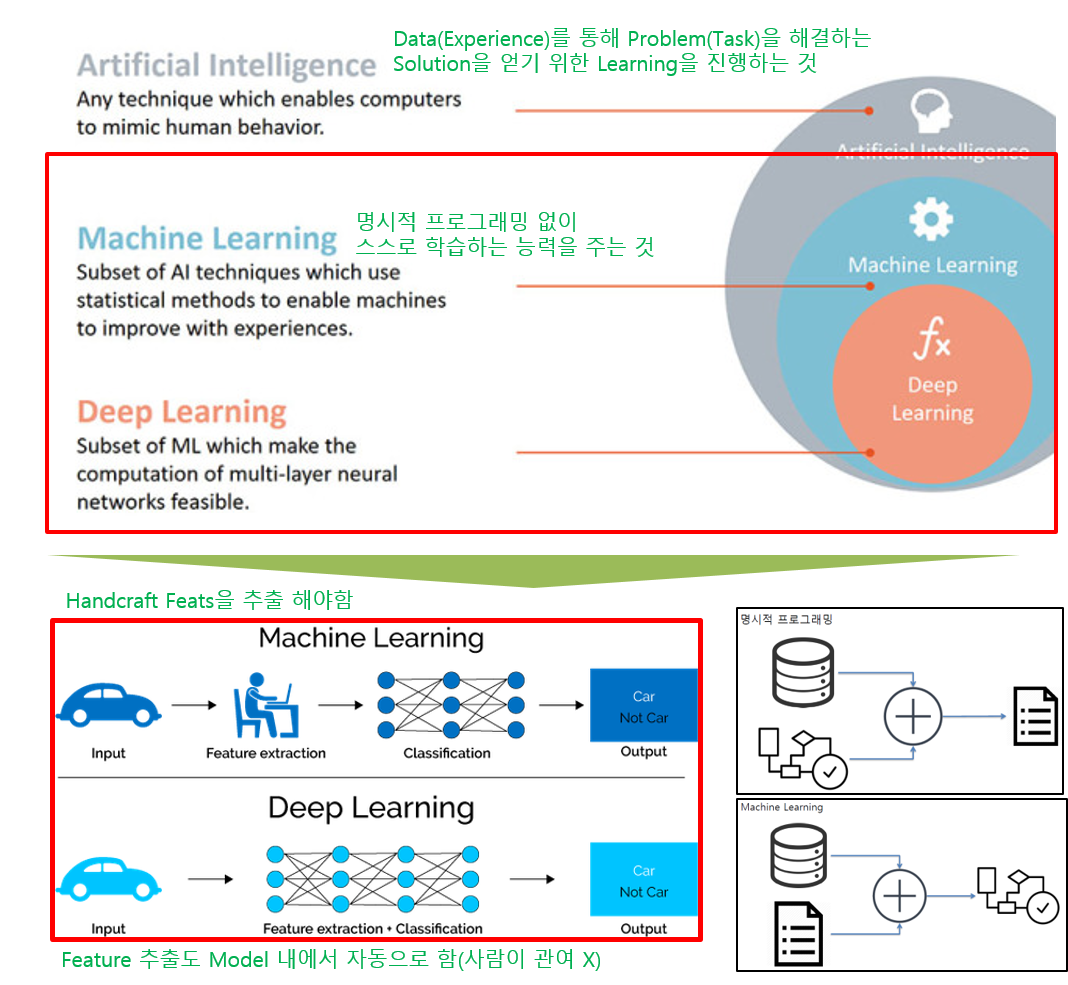 Data(Experience)를 통해 Problem(Task)을 해결하는
Solution을 얻기 위한 Learning을 진행하는 것
Artificial Intelligence
Any technique which enables computers
to mimic human behavior.
Artificial Intelligence
명시적 프로그래밍 없이
스스로 학습하는 능력을 주는 것
Machine Learning
Subset of AI techniques which use
statistical methods to enable machines
to improve with experiences.
Machine Learning
fx
Deep
Learning
Deep Learning
Subset of ML which make the
computation of multi-layer neural
networks feasible.
Handcraft Feats을 추출 해야함
Machine Learning
Car
Not Car
Input
Feature extraction
Classification
Output
Deep Learning
Car
Not Car
Input
Feature extraction + Classification
Output
Feature 추출도 Model 내에서 자동으로 함(사람이 관여 X)
명시적 프로그래밍
Machine Learning